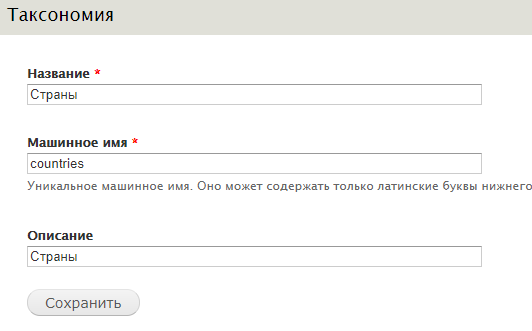 Таксономия
Название *
Страны
Машинное имя *
countries
Уникальное машинное имя. Оно может содержать только латинские буквы нижнего
Описание
Страны
Сохранить